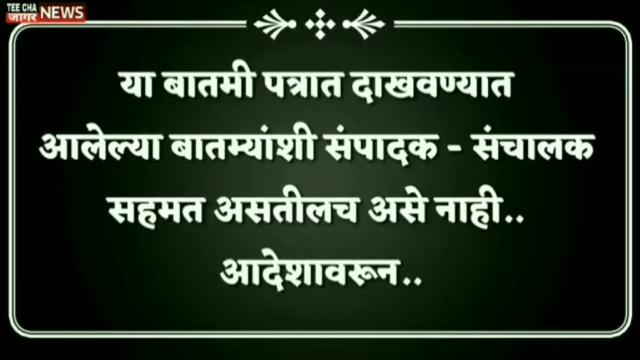 TEE CHA
जागर NEWS
या बातमी पत्रात दाखवण्यात
आलेल्या बातम्यांशी संपादक - संचालक
सहमत असतीलच असे नाही..
आदेशावरून..